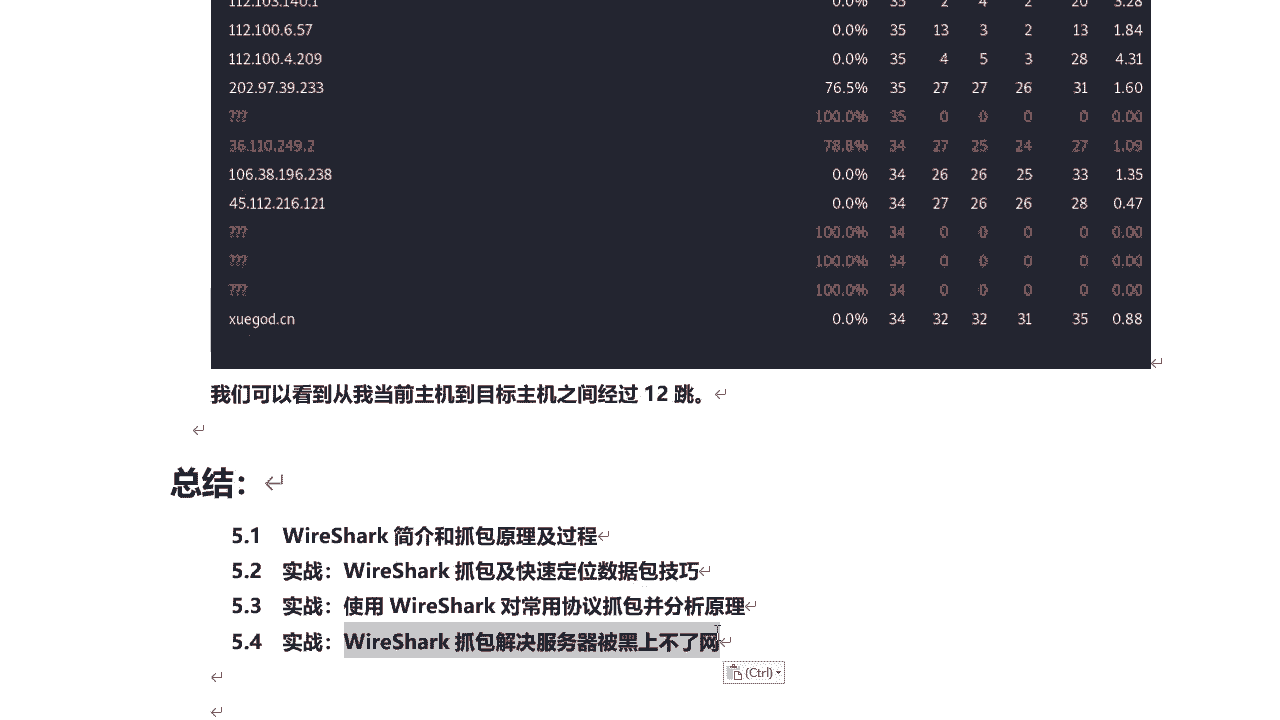 112.103.140.1 0.0% 35 2 4 2 20 3.28
112.100.6.57 0.0% 35 13 3 2 13 1.84
112.100.4.209 0.0% 35 4 5 3 28 4.31
202.97.39.233 76.5% 35 27 27 26 31 1.60
??? 100.0% 35 0 0 0 0 0.00
36.110.249.2 78.8% 34 27 25 24 27 1.09
106.38.196.238 0.0% 34 26 26 25 33 1.35
45.112.216.121 0.0% 34 27 26 26 28 0.47
??? 100.0% 34 0 0 0 0 0.00
??? 100.0% 34 0 0 0 0 0.00
??? 100.0% 34 0 0 0 0 0.00
xuegod.cn 0.0% 34 32 32 31 35 0.88
我们可以看到从我当前主机到目标主机之间经过 12 跳。
总结：
5.1 WireShark 简介和抓包原理及过程
5.2 实战：WireShark 抓包及快速定位数据包技巧
5.3 实战：使用 WireShark 对常用协议抓包并分析原理
5.4 实战：WireShark 抓包解决服务器被黑上不了网
(Ctrl)